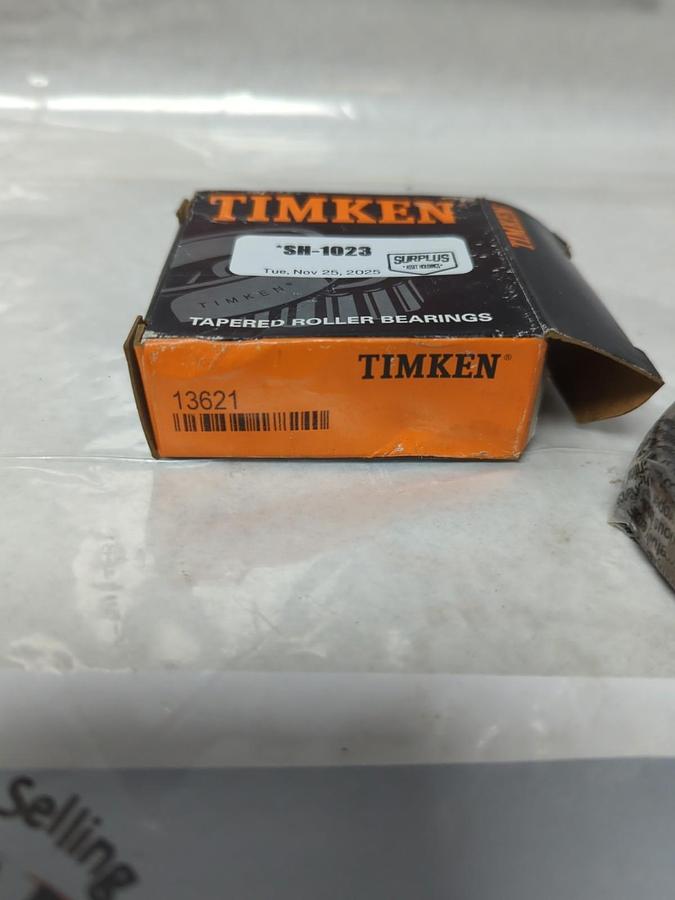 TIMKEN
TIMKEN
*SH-1023
Tue, Nov 25, 2025
SURPLUS
TIMKEN®
TAPERED ROLLER BEARINGS
TIMKEN®
13621
Selling